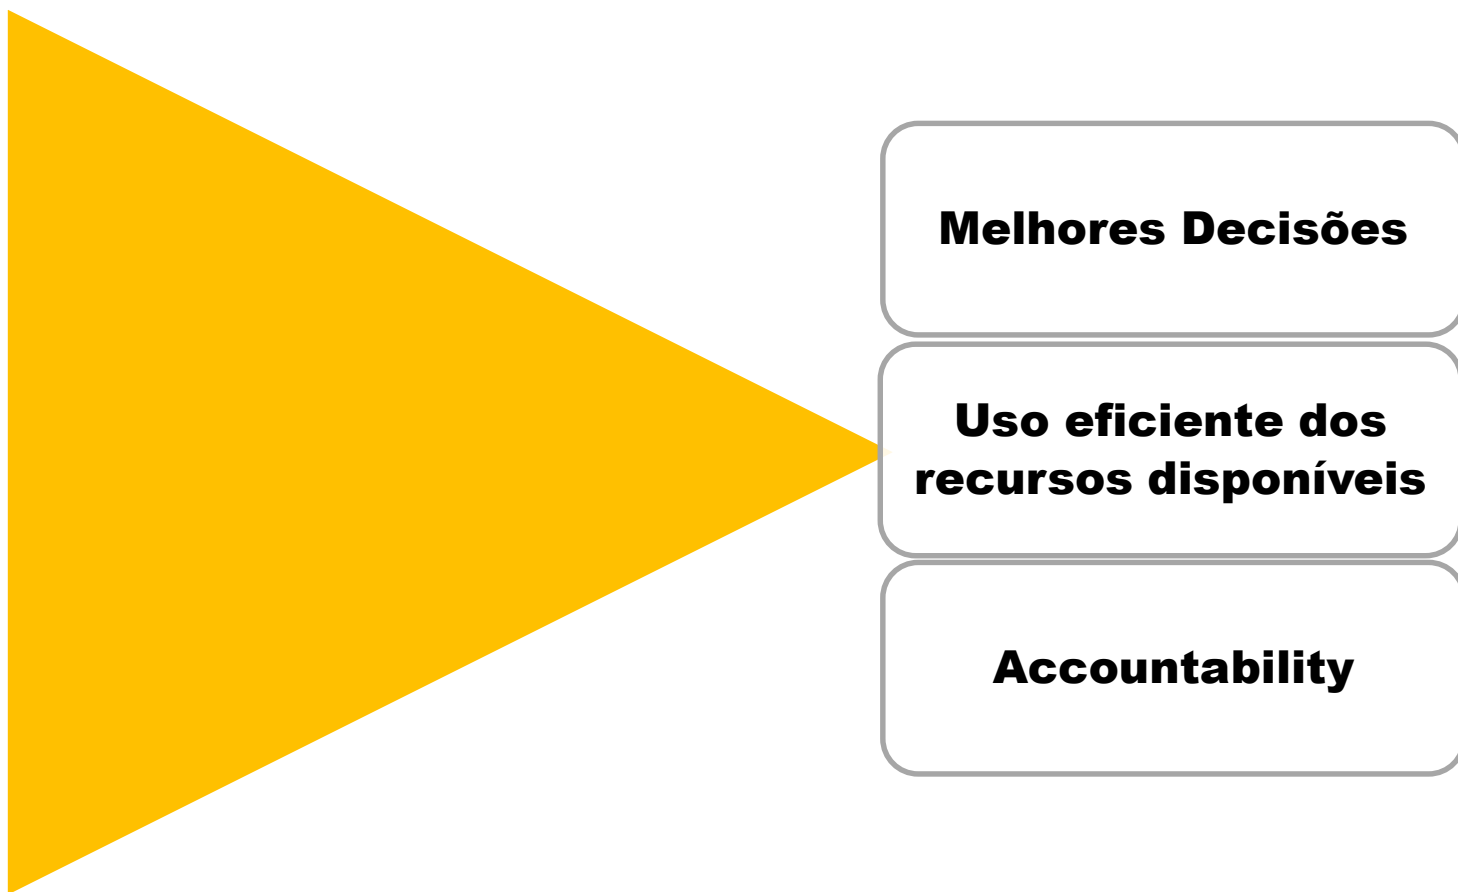 Melhores Decisões
Uso eficiente dos
recursos disponíveis
Accountability